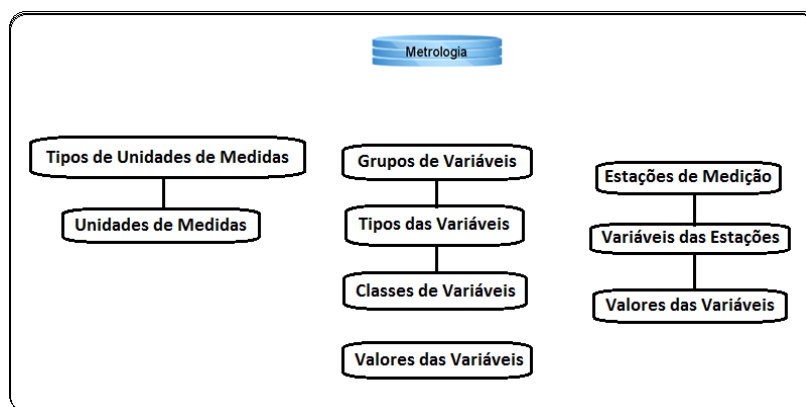 Metrologia
Tipos de Unidades de Medidas
Unidades de Medidas
Grupos de Variáveis
Tipos das Variáveis
Classes de Variáveis
Valores das Variáveis
Estações de Medição
Variáveis das Estações
Valores das Variáveis